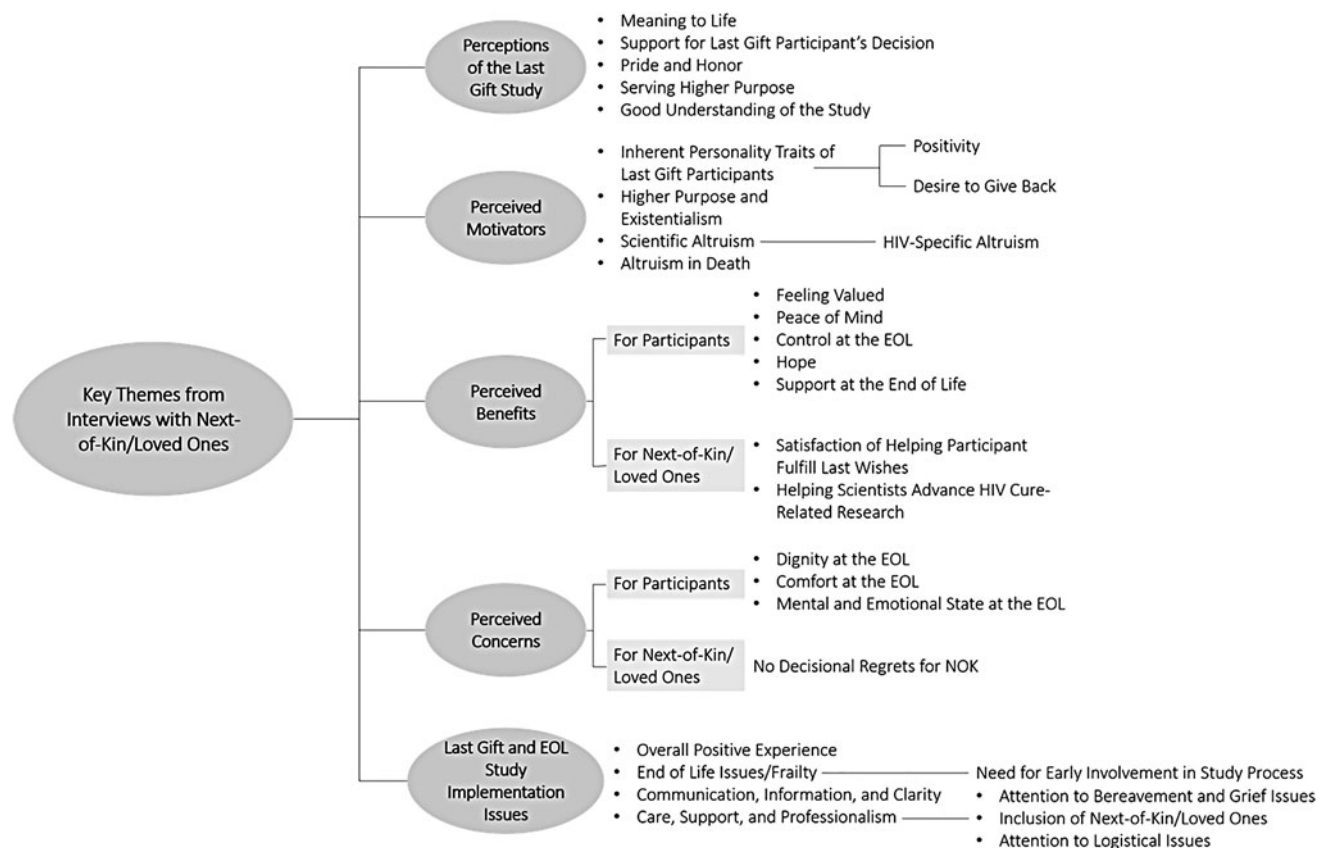 Perceptions
of the Last
Gift Study
• Meaning to Life
• Support for Last Gift Participant's Decision
• Pride and Honor
• Serving Higher Purpose
• Good Understanding of the Study
Perceived
Motivators
• Inherent Personality Traits of
Last Gift Participants
Positivity
Desire to Give Back
• Higher Purpose and
Existentialism
• Scientific Altruism
HIV-Specific Altruism
• Altruism in Death
Key Themes from
Interviews with Next-
of-Kin/Loved Ones
Perceived
Benefits
For Participants
• Feeling Valued
• Peace of Mind
• Control at the EOL
• Hope
• Support at the End of Life
For Next-of-Kin/
Loved Ones
• Satisfaction of Helping Participant
Fulfill Last Wishes
• Helping Scientists Advance HIV Cure-
Related Research
Perceived
Concerns
For Participants
• Dignity at the EOL
• Comfort at the EOL
• Mental and Emotional State at the EOL
For Next-of-Kin/
Loved Ones
No Decisional Regrets for NOK
Last Gift and EOL
Study
Implementation
Issues
• Overall Positive Experience
• End of Life Issues/Frailty
Need for Early Involvement in Study Process
• Communication, Information, and Clarity
• Care, Support, and Professionalism
• Attention to Bereavement and Grief Issues
• Inclusion of Next-of-Kin/Loved Ones
• Attention to Logistical Issues